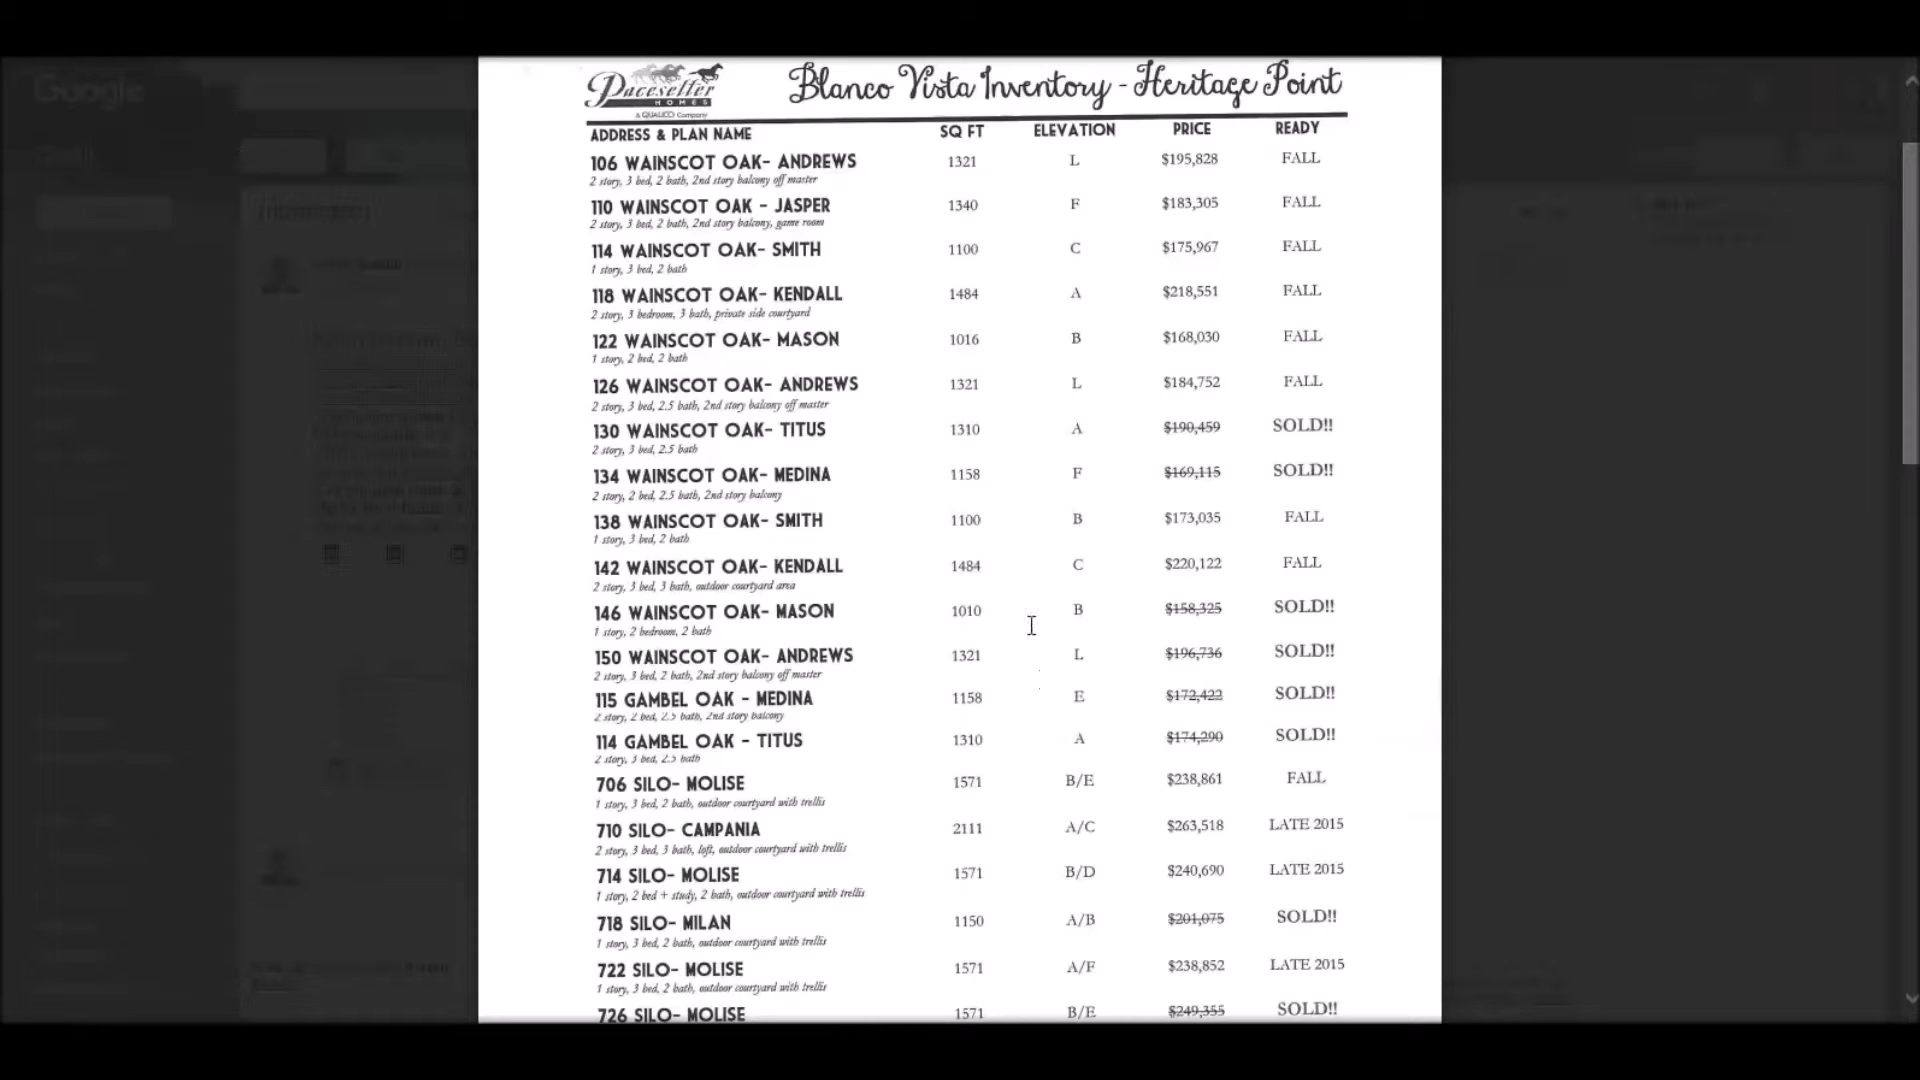 Google
Pacesetter
HOMES
A QUALICO Company
Blanco Vista Inventory - Heritage Point
ADDRESS & PLAN NAME SQ FT ELEVATION PRICE READY
106 WAINSCOT OAK- ANDREWS 1321 L $195,828 FALL
2 story, 3 bed, 2 bath, 2nd story balcony off master
110 WAINSCOT OAK - JASPER 1340 F $183,305 FALL
2 story, 3 bed, 2 bath, 2nd story balcony, game room
114 WAINSCOT OAK- SMITH 1100 C $175,967 FALL
1 story, 3 bed, 2 bath
118 WAINSCOT OAK- KENDALL 1484 A $218,551 FALL
2 story, 3 bedroom, 3 bath, private side courtyard
122 WAINSCOT OAK- MASON 1016 B $168,030 FALL
1 story, 2 bed, 2 bath
126 WAINSCOT OAK- ANDREWS 1321 L $184,752 FALL
2 story, 3 bed, 2.5 bath, 2nd story balcony off master
130 WAINSCOT OAK- TITUS 1310 A $190,459 SOLD!!
2 story, 3 bed, 2.5 bath
134 WAINSCOT OAK- MEDINA 1158 F $169,115 SOLD!!
2 story, 2 bed, 2.5 bath, 2nd story balcony
138 WAINSCOT OAK- SMITH 1100 B $173,035 FALL
1 story, 3 bed, 2 bath
142 WAINSCOT OAK- KENDALL 1484 C $220,122 FALL
2 story, 3 bed, 3 bath, outdoor courtyard area
146 WAINSCOT OAK- MASON 1010 B $158,325 SOLD!!
1 story, 2 bedroom, 2 bath
150 WAINSCOT OAK- ANDREWS 1321 L $196,736 SOLD!!
2 story, 3 bed, 2 bath, 2nd story balcony off master
115 GAMBEL OAK - MEDINA 1158 E $172,422 SOLD!!
2 story, 2 bed, 2.5 bath, 2nd story balcony
114 GAMBEL OAK - TITUS 1310 A $174,290 SOLD!!
2 story, 3 bed, 2.5 bath
706 SILO- MOLISE 1571 B/E $238,861 FALL
1 story, 3 bed, 2 bath, outdoor courtyard with trellis
710 SILO- CAMPANIA 2111 A/C $263,518 LATE 2015
2 story, 3 bed, 3 bath, loft, outdoor courtyard with trellis
714 SILO- MOLISE 1571 B/D $240,690 LATE 2015
1 story, 2 bed + study, 2 bath, outdoor courtyard with trellis
718 SILO- MILAN 1150 A/B $201,075 SOLD!!
1 story, 3 bed, 2 bath, outdoor courtyard with trellis
722 SILO- MOLISE 1571 A/F $238,852 LATE 2015
1 story, 3 bed, 2 bath, outdoor courtyard with trellis
726 SILO- MOLISE 1571 B/E $249,355 SOLD!!